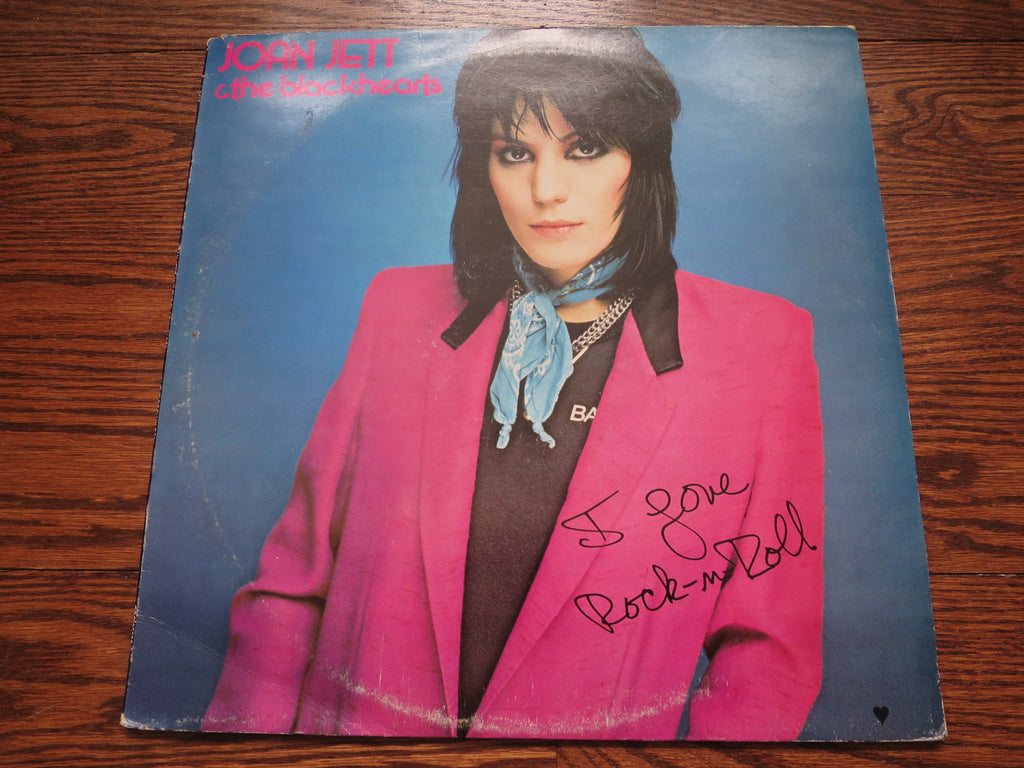 JOAN JETT
& the blackhearts
BA
I Love
Rock-n-Roll